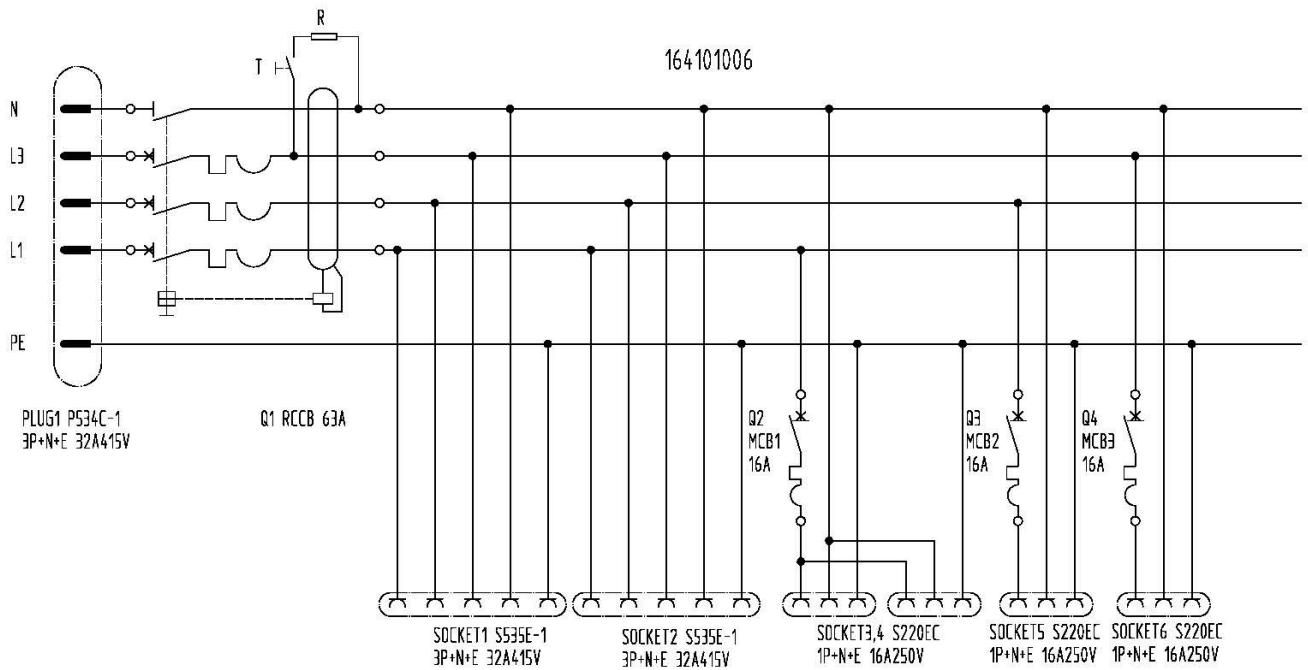 R
164101006
T
N
L3
L2
L1
PE
PLUG1 P534C-1
3P+N+E 32A415V
Q1 RCCB 63A
Q2
MCB1
16A
Q3
MCB2
16A
Q4
MCB3
16A
SOCKET1 S535E-1
3P+N+E 32A415V
SOCKET2 S535E-1
3P+N+E 32A415V
SOCKET3,4 S220EC
1P+N+E 16A250V
SOCKET5 S220EC
1P+N+E 16A250V
SOCKET6 S220EC
1P+N+E 16A250V